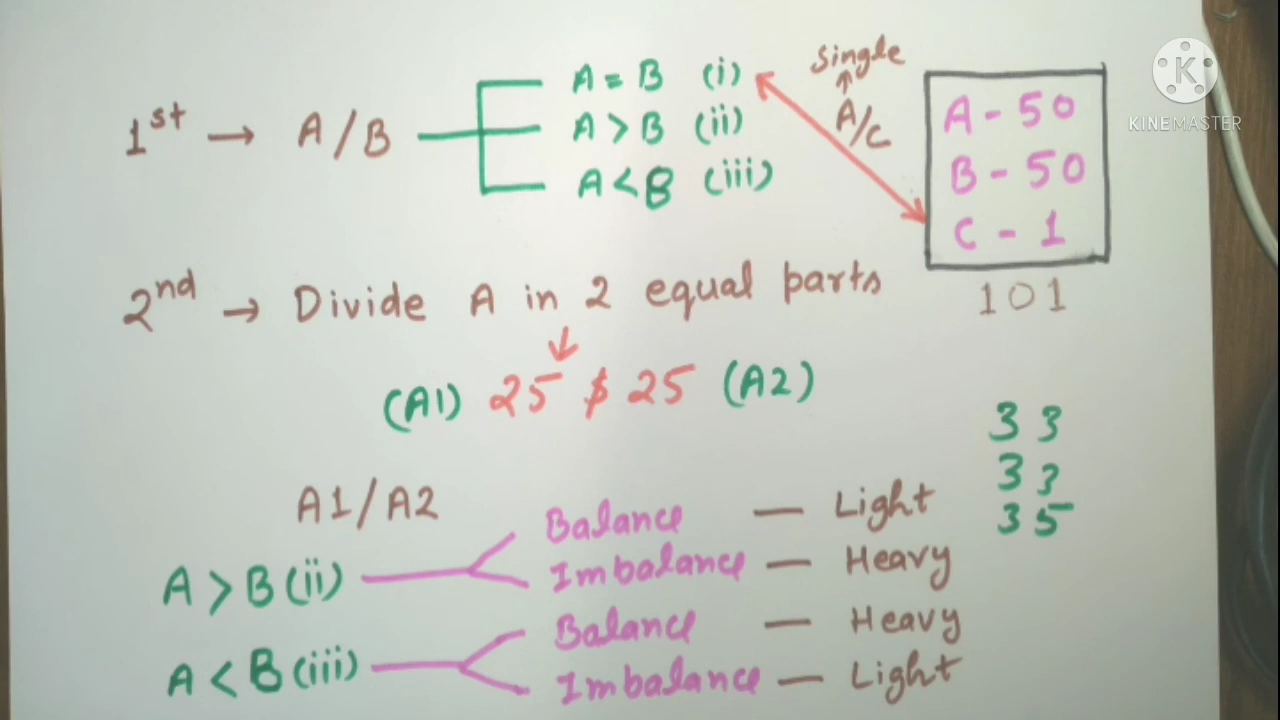 1st → A/B
A = B (i)
A > B (ii)
A < B (iii)
Single
↑
A/C
A - 50
B - 50
C - 1
101
K
KINEMASTER
2nd → Divide A in 2 equal parts
↓
(A1) 25 $ 25 (A2)
33
33
35
A1/A2
A > B (ii)
Balance — Light
Imbalance — Heavy
A < B (iii)
Balance — Heavy
Imbalance — Light